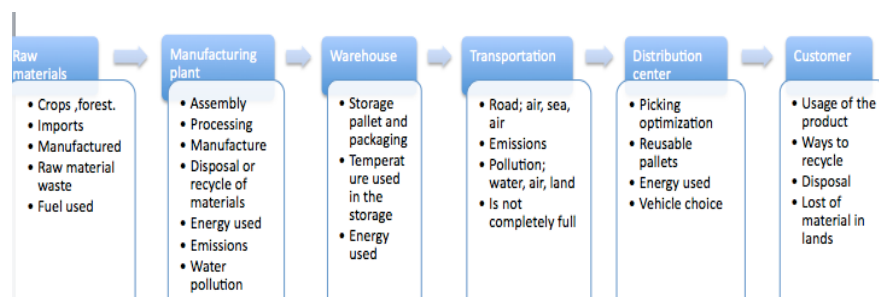 Raw
materials
• Crops ,forest.
• Imports
• Manufactured
• Raw material
waste
• Fuel used
Manufacturing
plant
• Assembly
• Processing
• Manufacture
• Disposal or
recycle of
materials
• Energy used
• Emissions
• Water
pollution
Warehouse
• Storage
pallet and
packaging
• Temperat
ure used
in the
storage
• Energy
used
Transportation
• Road; air, sea,
air
• Emissions
• Pollution;
water, air, land
• Is not
completely full
Distribution
center
• Picking
optimization
• Reusable
pallets
• Energy used
• Vehicle choice
Customer
• Usage of the
product
• Ways to
recycle
• Disposal
• Lost of
material in
lands